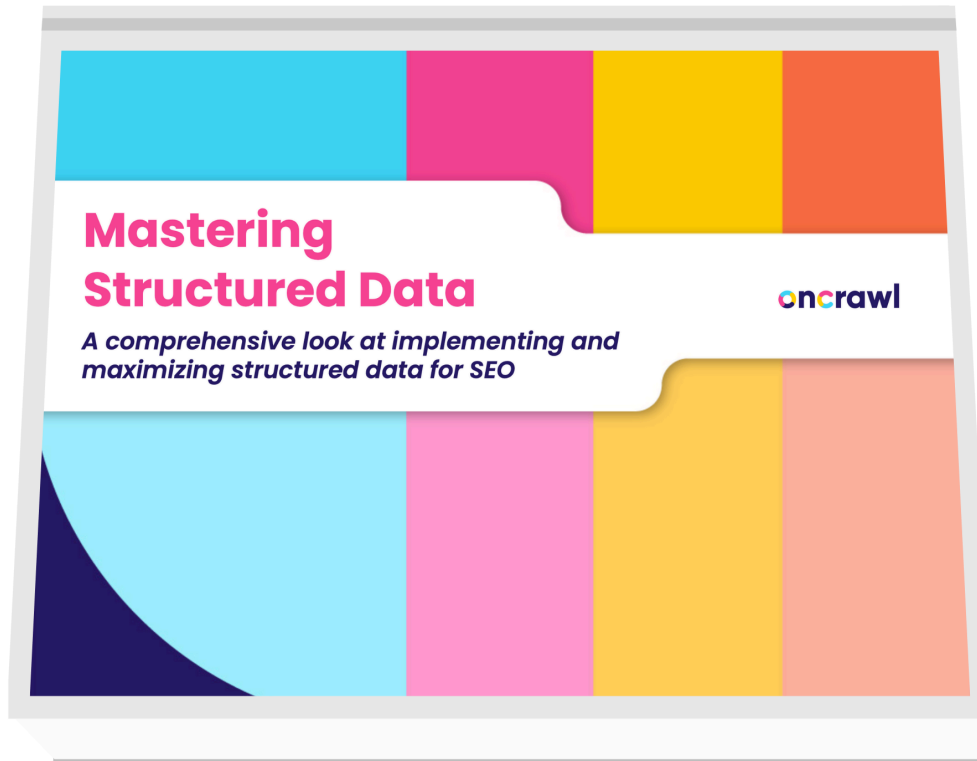 Mastering
Structured Data
A comprehensive look at implementing and
maximizing structured data for SEO
oncrawl